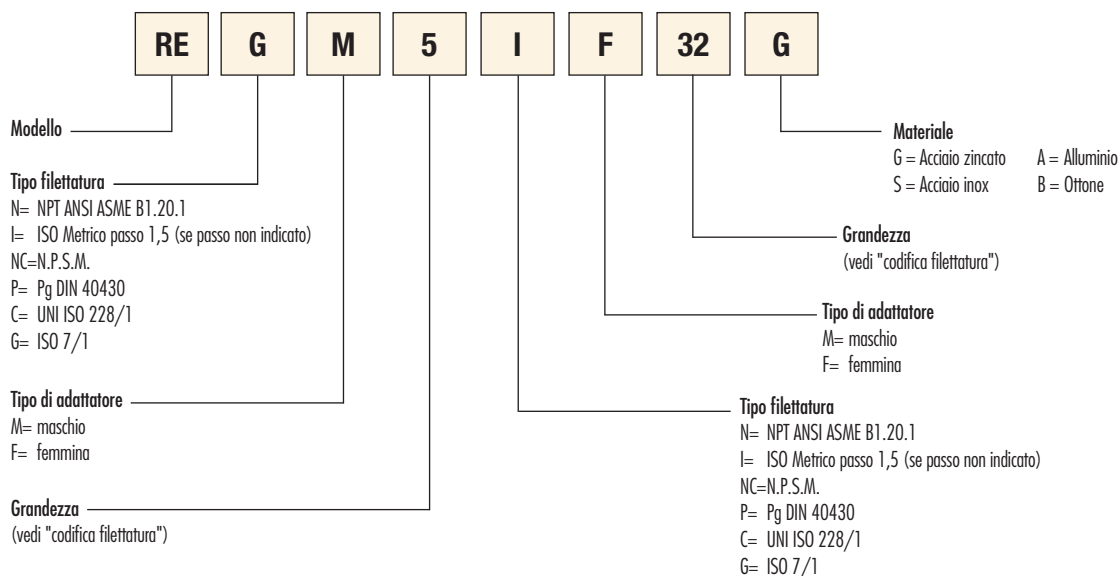 RE G M 5 I F 32 G
Modello
Tipo filettatura
N= NPT ANSI ASME B1.20.1
I= ISO Metrico passo 1,5 (se passo non indicato)
NC=N.P.S.M.
P= Pg DIN 40430
C= UNI ISO 228/1
G= ISO 7/1
Tipo di adattatore
M= maschio
F= femmina
Grandezza
(vedi "codifica filettatura")
Materiale
G = Acciaio zincato A = Alluminio
S = Acciaio inox B = Ottone
Grandezza
(vedi "codifica filettatura")
Tipo di adattatore
M= maschio
F= femmina
Tipo filettatura
N= NPT ANSI ASME B1.20.1
I= ISO Metrico passo 1,5 (se passo non indicato)
NC=N.P.S.M.
P= Pg DIN 40430
C= UNI ISO 228/1
G= ISO 7/1